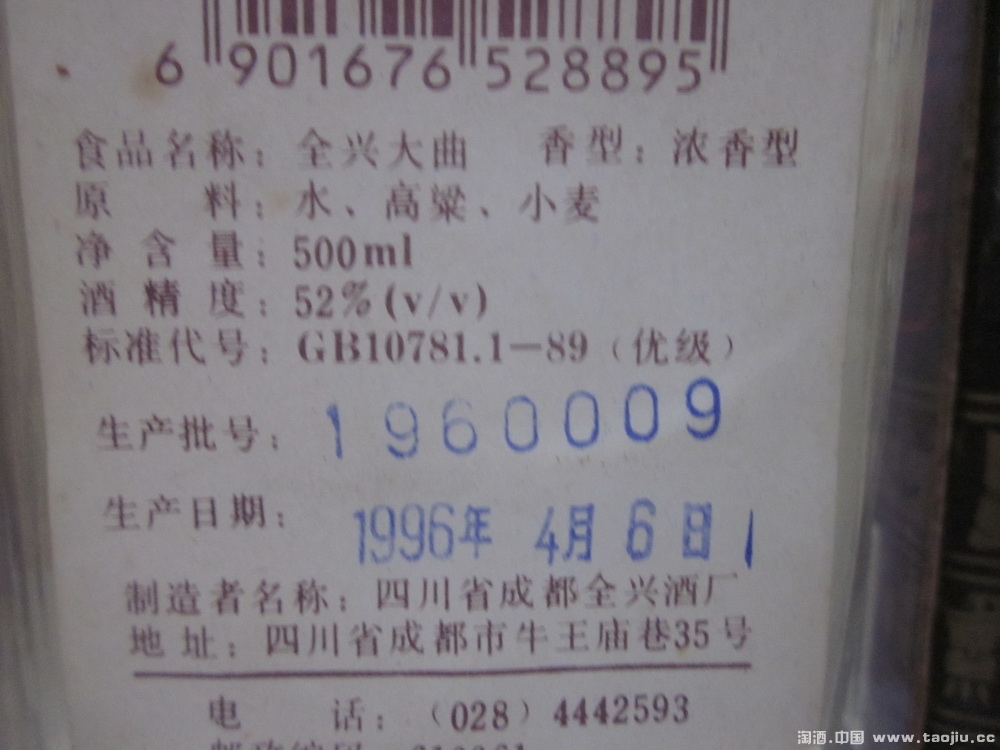 6 901676 528895
食品名称：全兴大曲 香型：浓香型
原 料：水、高粱、小麦
净 含 量：500ml
酒 精 度：52%(v/v)
标准代号：GB10781.1—89（优级）
生产批号：1960009
生产日期：1996年 4月 6日
制造者名称：四川省成都全兴酒厂
地 址：四川省成都市牛王庙巷35号
电 话：（028）4442593
淘酒.中国 www.taojiu.cc